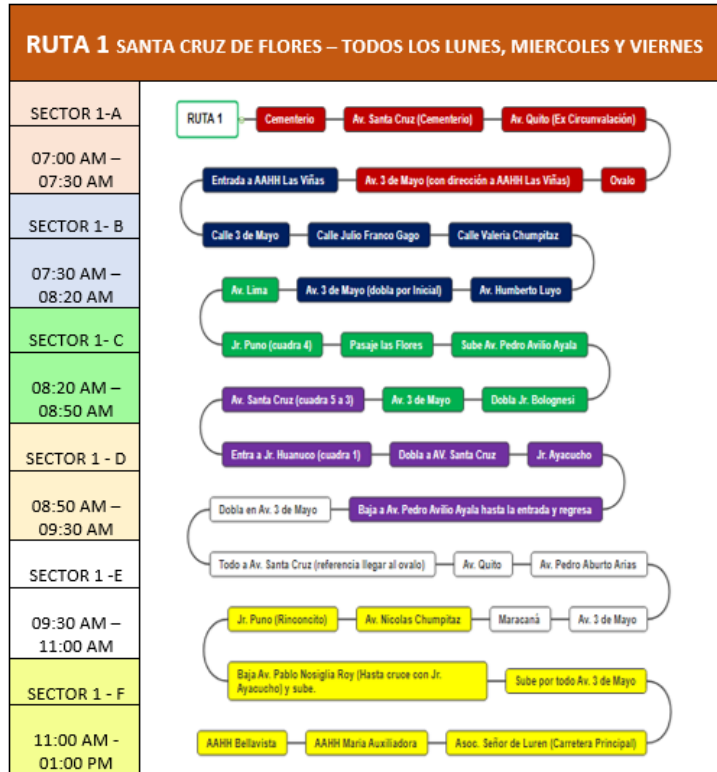 RUTA 1 SANTA CRUZ DE FLORES – TODOS LOS LUNES, MIERCOLES Y VIERNES
SECTOR 1-A
07:00 AM –
07:30 AM
SECTOR 1- B
07:30 AM –
08:20 AM
SECTOR 1- C
08:20 AM –
08:50 AM
SECTOR 1 - D
08:50 AM –
09:30 AM
SECTOR 1 -E
09:30 AM –
11:00 AM
SECTOR 1 - F
11:00 AM -
01:00 PM
RUTA 1
Cementerio
Av. Santa Cruz (Cementerio)
Av. Quito (Ex Circunvalación)
Ovalo
Av. 3 de Mayo (con dirección a AAHH Las Viñas)
Entrada a AAHH Las Viñas
Calle 3 de Mayo
Calle Julio Franco Gago
Calle Valeria Chumpitaz
Av. Humberto Luyo
Av. 3 de Mayo (dobla por Inicial)
Av. Lima
Jr. Puno (cuadra 4)
Pasaje las Flores
Sube Av. Pedro Avilio Ayala
Dobla Jr. Bolognesi
Av. 3 de Mayo
Av. Santa Cruz (cuadra 5 a 3)
Entra a Jr. Huanuco (cuadra 1)
Dobla a AV. Santa Cruz
Jr. Ayacucho
Baja a Av. Pedro Avilio Ayala hasta la entrada y regresa
Dobla en Av. 3 de Mayo
Todo a Av. Santa Cruz (referencia llegar al ovalo)
Av. Quito
Av. Pedro Aburto Arias
Av. 3 de Mayo
Maracaná
Av. Nicolas Chumpitaz
Jr. Puno (Rinconcito)
Baja Av. Pablo Nosiglia Roy (Hasta cruce con Jr.
Ayacucho) y sube.
Sube por todo Av. 3 de Mayo
Asoc. Señor de Luren (Carretera Principal)
AAHH Maria Auxiliadora
AAHH Bellavista